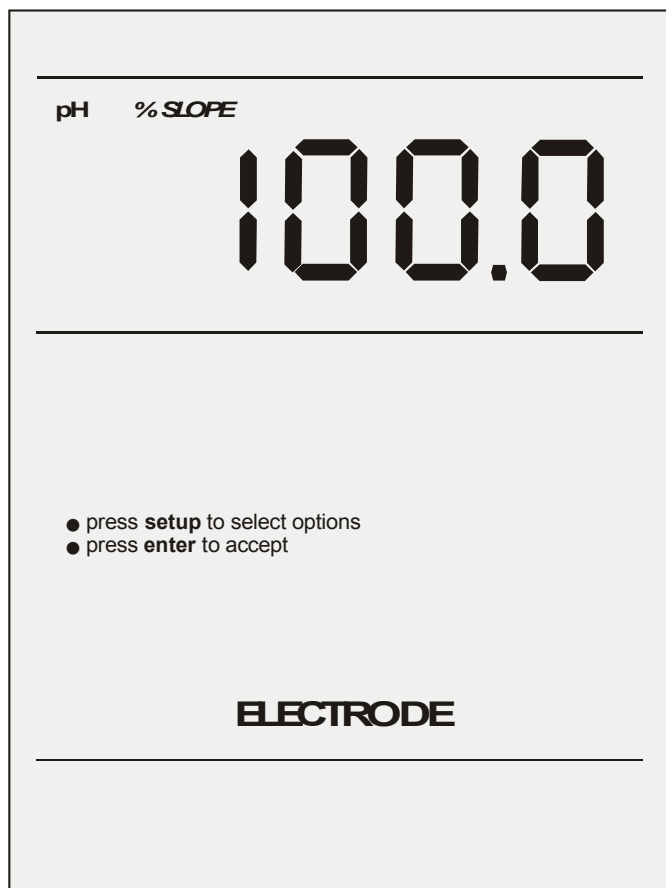 pH % SLOPE
100.0
● press setup to select options
● press enter to accept
ELECTRODE